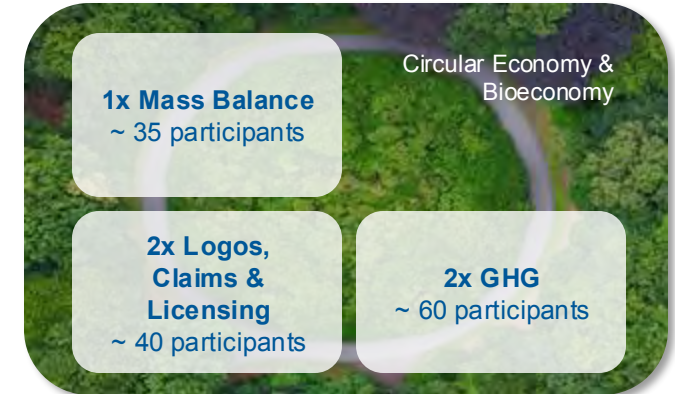 Circular Economy &
Bioeconomy
1x Mass Balance
~ 35 participants
2x Logos,
Claims &
Licensing
~ 40 participants
2x GHG
~ 60 participants